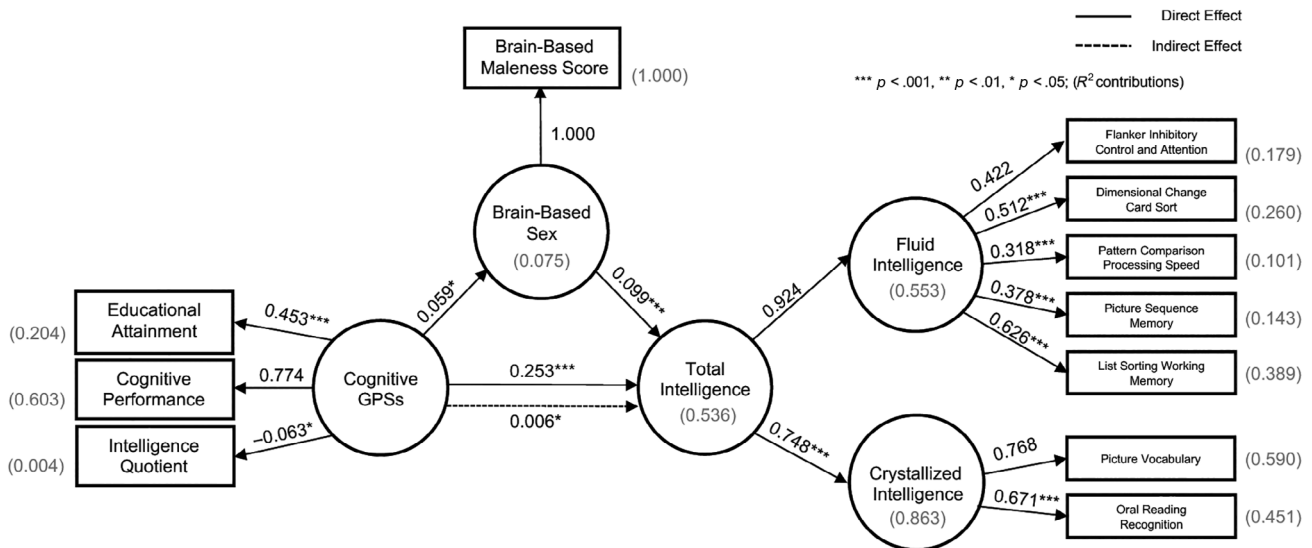 Direct Effect
Indirect Effect
*** p < .001, ** p < .01, * p < .05; (R² contributions)
Brain-Based
Maleness Score
(1.000)
1.000
Brain-Based
Sex
(0.075)
0.059*
0.099***
Educational
Attainment
(0.204)
0.453***
Cognitive
Performance
(0.603)
0.774
Intelligence
Quotient
(0.004)
−0.063*
Cognitive
GPSs
0.253***
0.006*
Total
Intelligence
(0.536)
0.924
0.748***
Fluid
Intelligence
(0.553)
0.422
0.512***
0.318***
0.378***
0.626***
Flanker Inhibitory
Control and Attention
(0.179)
Dimensional Change
Card Sort
(0.260)
Pattern Comparison
Processing Speed
(0.101)
Picture Sequence
Memory
(0.143)
List Sorting Working
Memory
(0.389)
Crystallized
Intelligence
(0.863)
0.768
0.671***
Picture Vocabulary
(0.590)
Oral Reading
Recognition
(0.451)